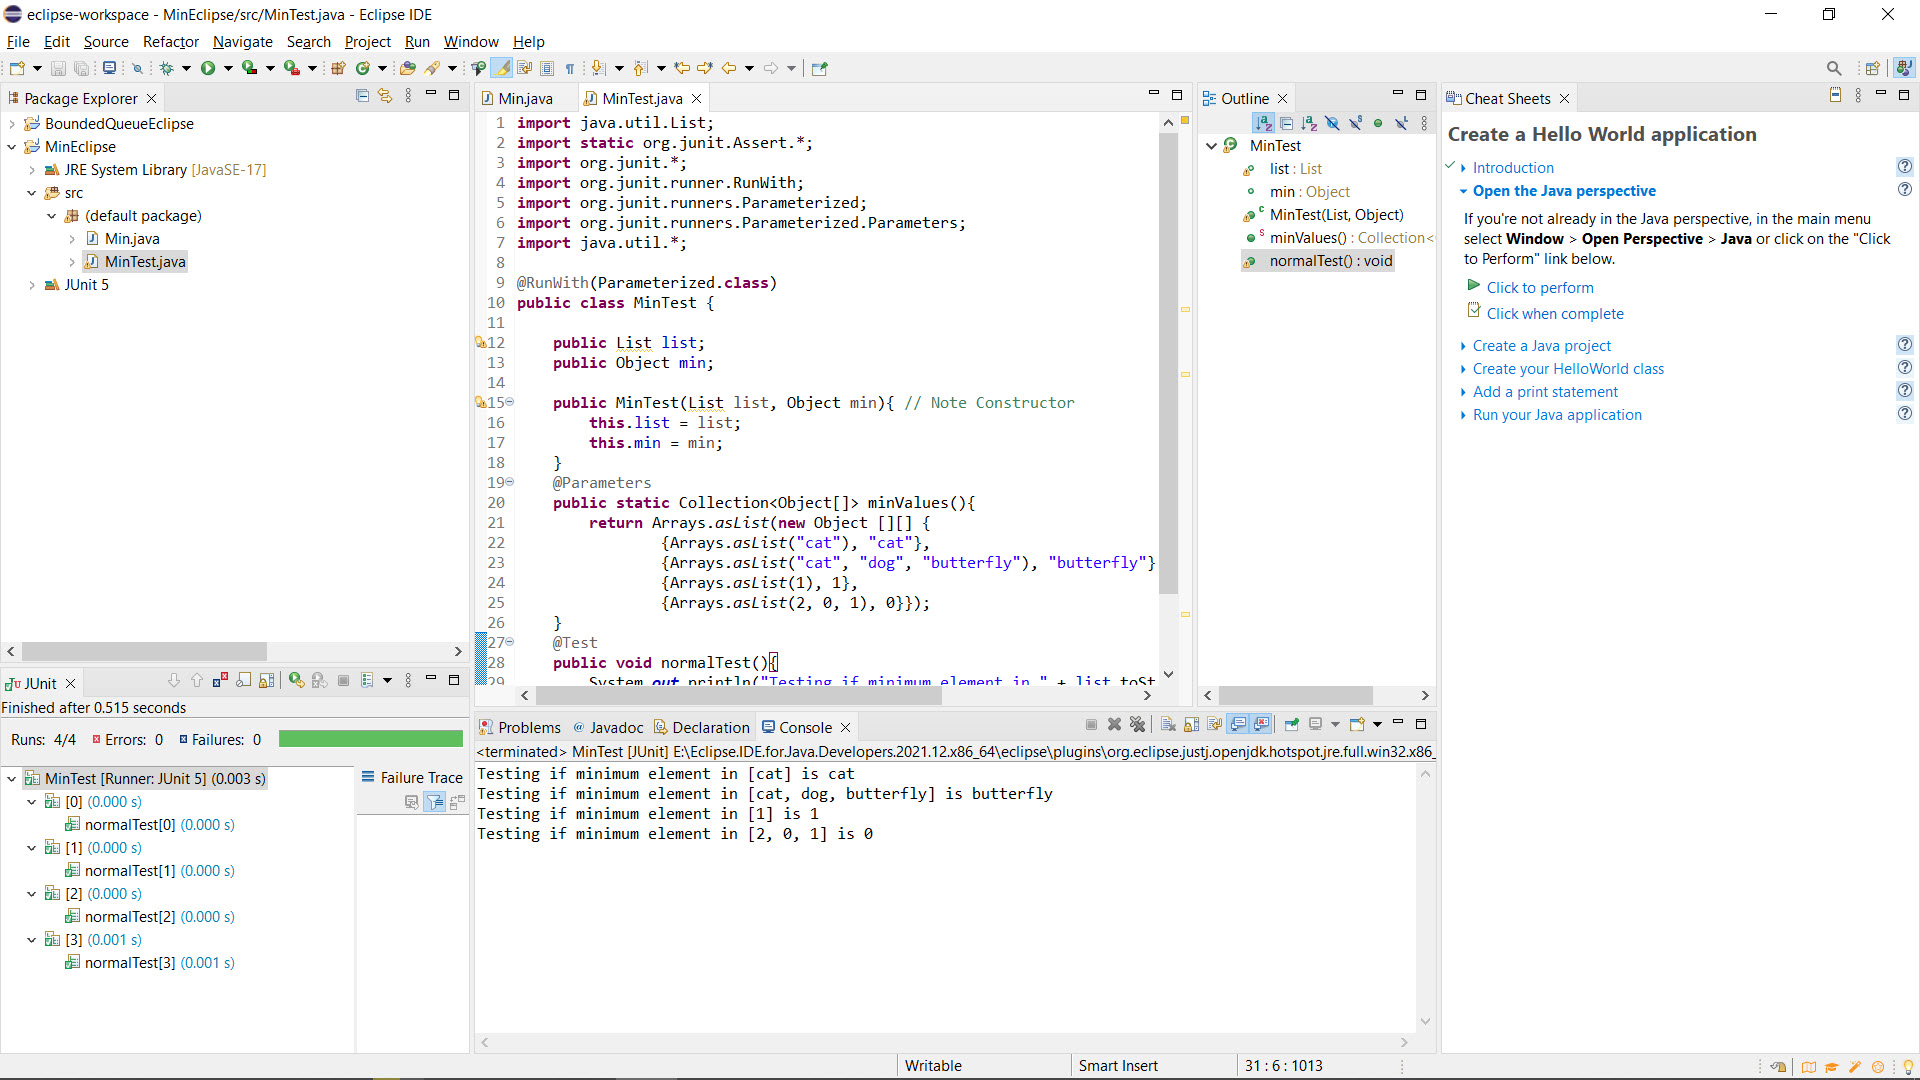 eclipse-workspace - MinEclipse/src/MinTest.java - Eclipse IDE
File Edit Source Refactor Navigate Search Project Run Window Help
Package Explorer
BoundedQueueEclipse
MinEclipse
JRE System Library [JavaSE-17]
src
(default package)
Min.java
MinTest.java
JUnit 5
JUnit
Finished after 0.515 seconds
Runs: 4/4 Errors: 0 Failures: 0
MinTest [Runner: JUnit 5] (0.003 s)
[0] (0.000 s)
normalTest[0] (0.000 s)
[1] (0.000 s)
normalTest[1] (0.000 s)
[2] (0.000 s)
normalTest[2] (0.000 s)
[3] (0.001 s)
normalTest[3] (0.001 s)
Failure Trace
Min.java MinTest.java
1 import java.util.List;
2 import static org.junit.Assert.*;
3 import org.junit.*;
4 import org.junit.runner.RunWith;
5 import org.junit.runners.Parameterized;
6 import org.junit.runners.Parameterized.Parameters;
7 import java.util.*;
8
9 @RunWith(Parameterized.class)
10 public class MinTest {
11
12 public List list;
13 public Object min;
14
15 public MinTest(List list, Object min){ // Note Constructor
16 this.list = list;
17 this.min = min;
18 }
19 @Parameters
20 public static Collection<Object[]> minValues(){
21 return Arrays.asList(new Object [][] {
22 {Arrays.asList("cat"), "cat"},
23 {Arrays.asList("cat", "dog", "butterfly"), "butterfly"}
24 {Arrays.asList(1), 1},
25 {Arrays.asList(2, 0, 1), 0}});
26 }
27 @Test
28 public void normalTest(){
29 System.out.println("Testing if minimum element in " + list.toSt
Problems Javadoc Declaration Console
<terminated> MinTest [JUnit] E:\Eclipse.IDE.for.Java.Developers.2021.12.x86_64\eclipse\plugins\org.eclipse.justj.openjdk.hotspot.jre.full.win32.x86_
Testing if minimum element in [cat] is cat
Testing if minimum element in [cat, dog, butterfly] is butterfly
Testing if minimum element in [1] is 1
Testing if minimum element in [2, 0, 1] is 0
Outline
MinTest
list : List
min : Object
MinTest(List, Object)
minValues() : Collection<
normalTest() : void
Cheat Sheets
Create a Hello World application
Introduction
Open the Java perspective
If you're not already in the Java perspective, in the main menu
select Window > Open Perspective > Java or click on the "Click
to Perform" link below.
Click to perform
Click when complete
Create a Java project
Create your HelloWorld class
Add a print statement
Run your Java application
Writable Smart Insert 31 : 6 : 1013